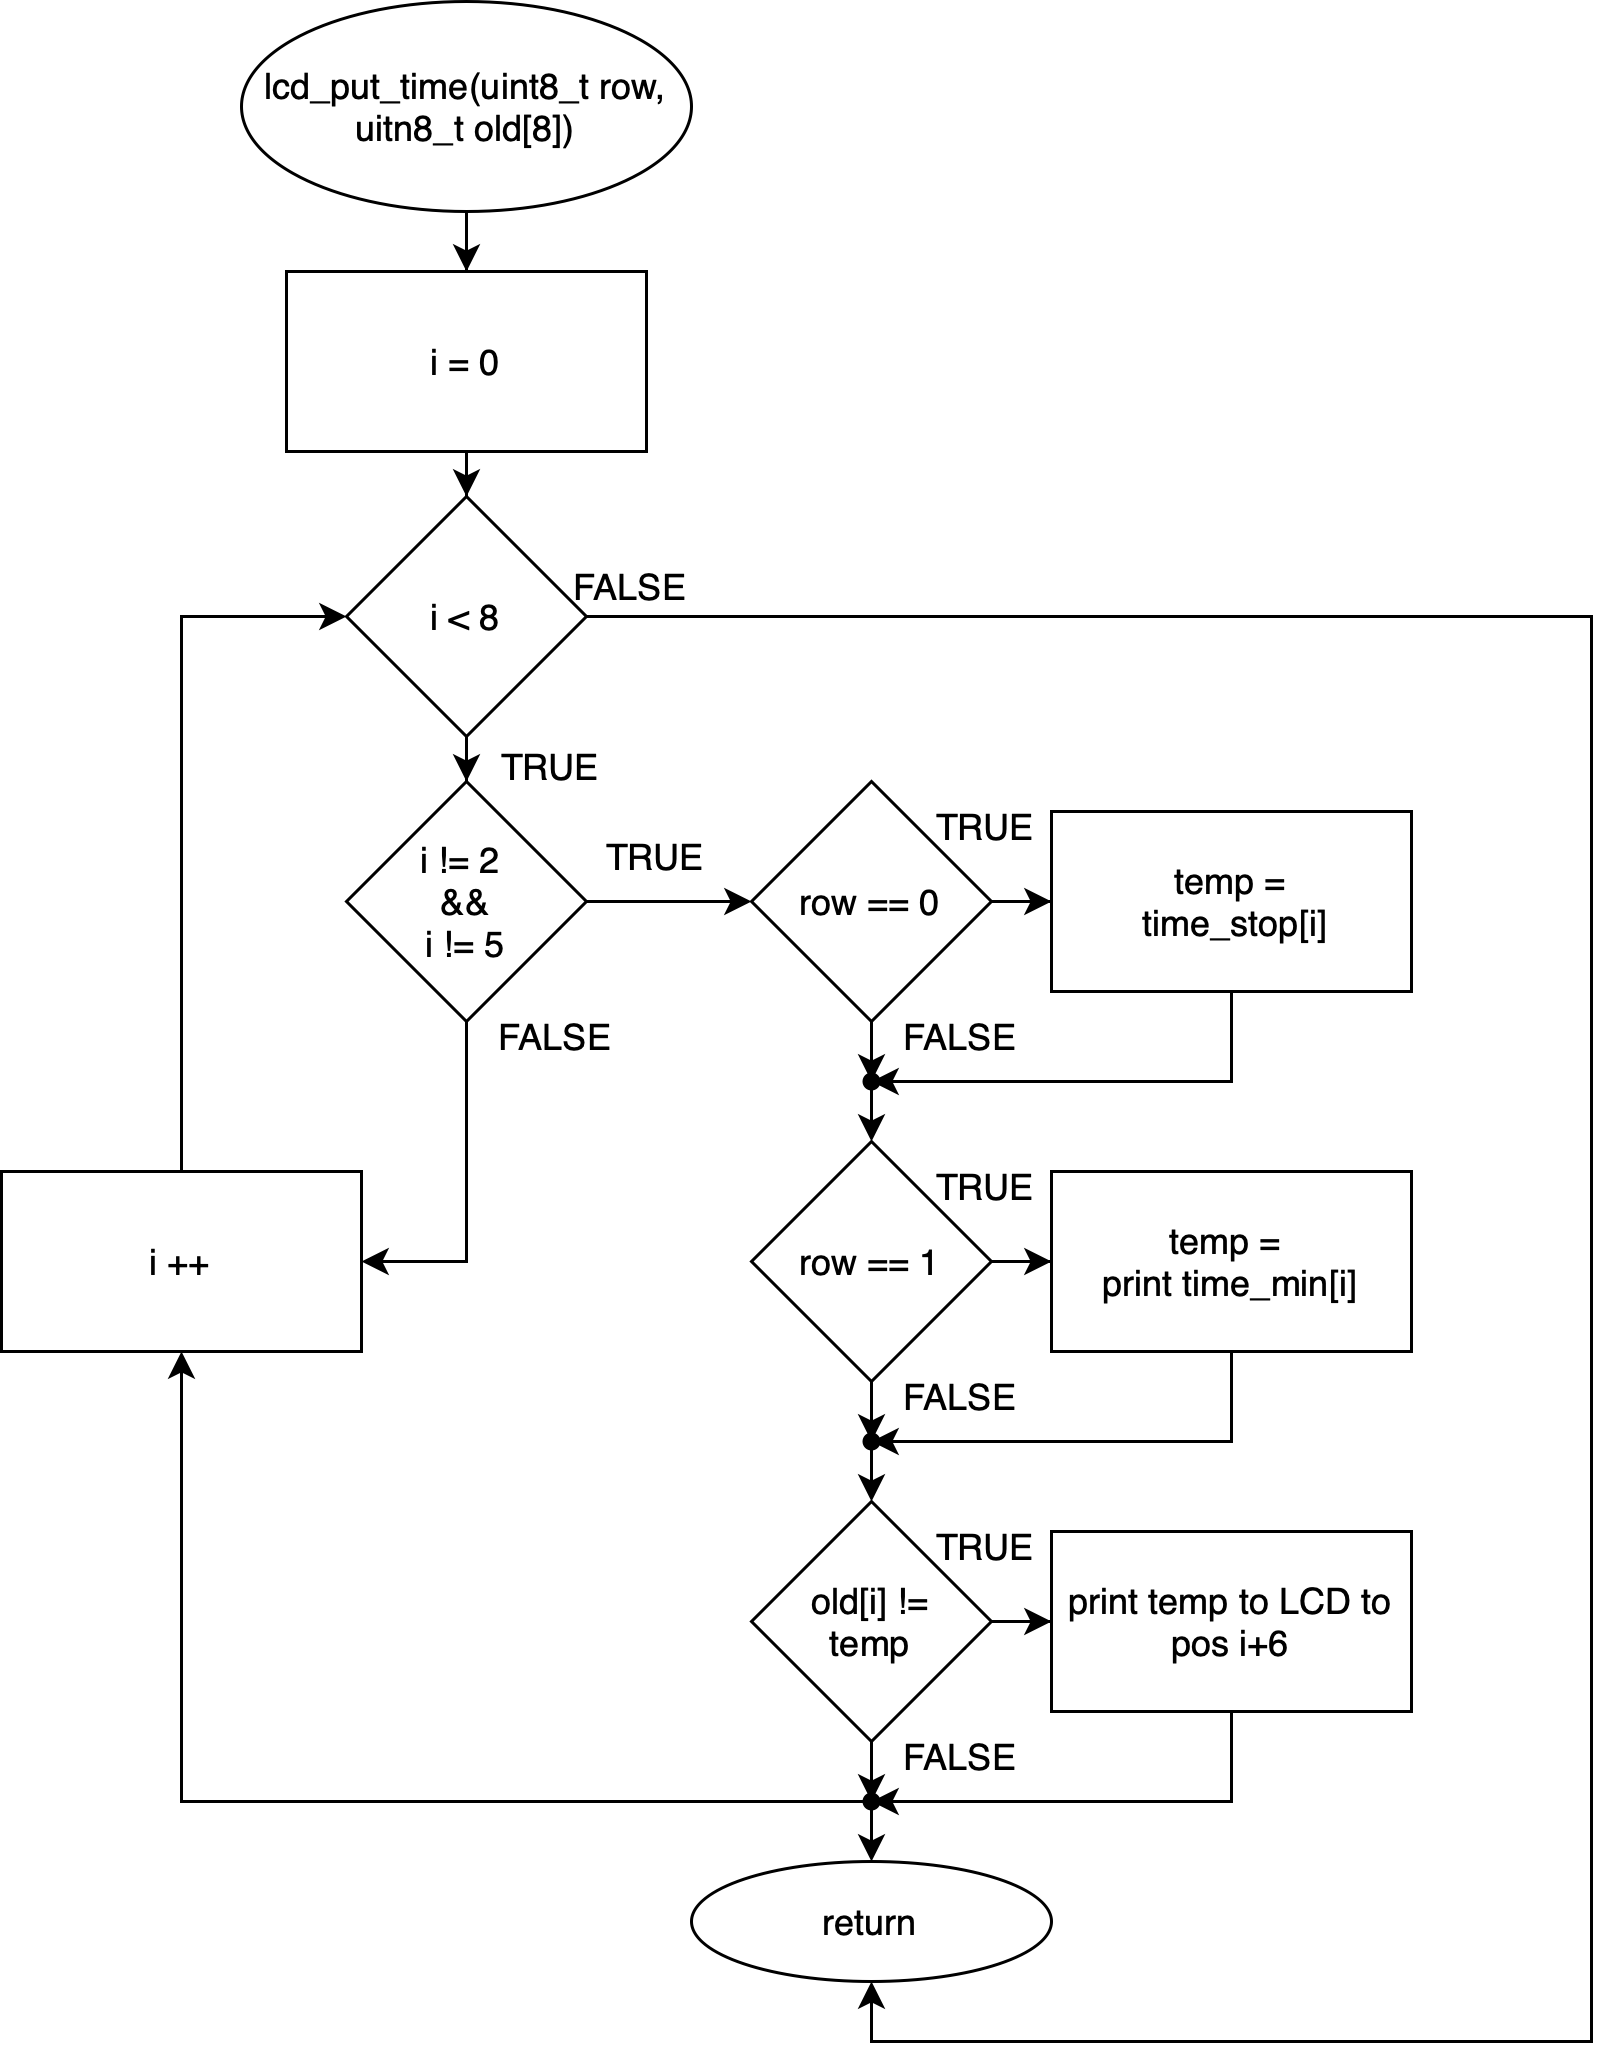 lcd_put_time(uint8_t row,
uitn8_t old[8])
i = 0
FALSE
i < 8
TRUE
i != 2
&&
i != 5
TRUE
FALSE
row == 0
TRUE
temp =
time_stop[i]
FALSE
row == 1
TRUE
temp =
print time_min[i]
FALSE
i ++
old[i] !=
temp
TRUE
print temp to LCD to
pos i+6
FALSE
return